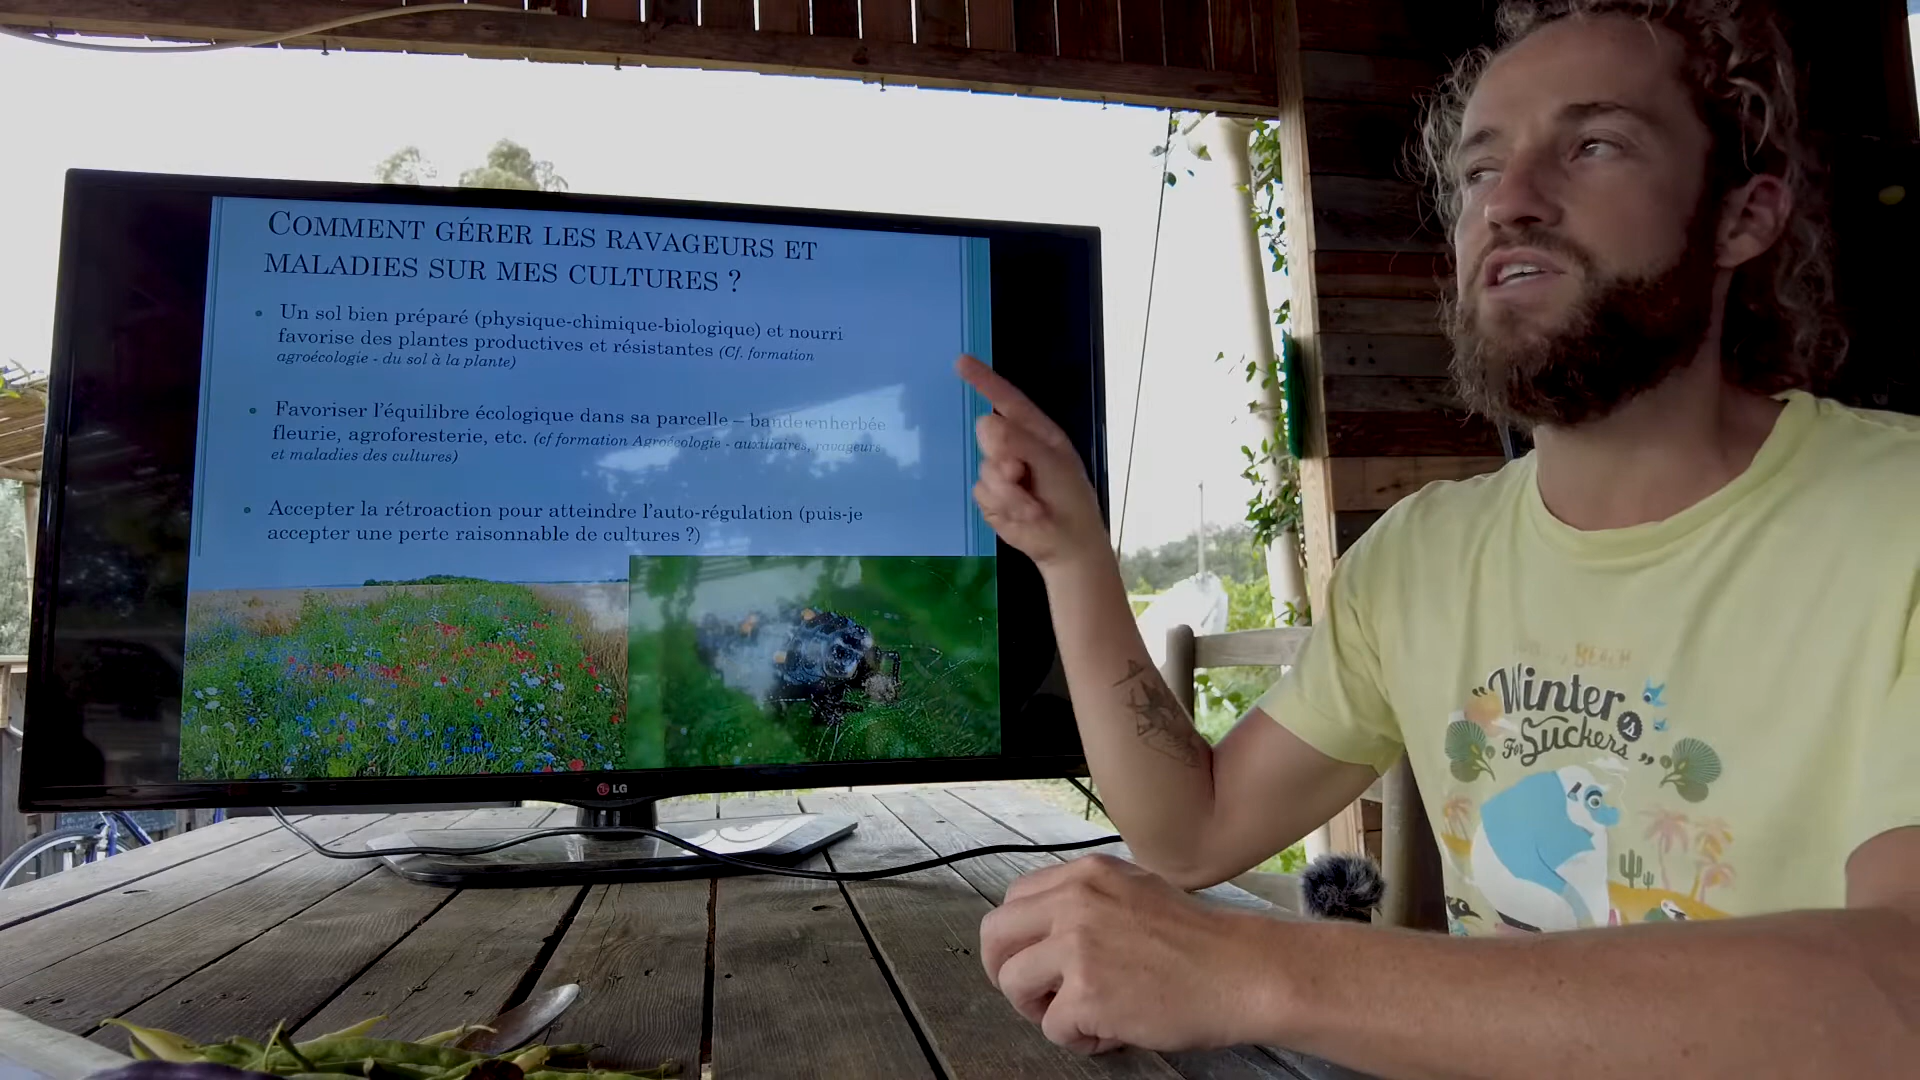 COMMENT GÉRER LES RAVAGEURS ET
MALADIES SUR MES CULTURES ?
• Un sol bien préparé (physique-chimique-biologique) et nourri
favorise des plantes productives et résistantes (Cf. formation
agroécologie - du sol à la plante)
• Favoriser l'équilibre écologique dans sa parcelle – bande enherbée
fleurie, agroforesterie, etc. (cf formation Agroécologie - auxiliaires, ravageurs
et maladies des cultures)
• Accepter la rétroaction pour atteindre l'auto-régulation (puis-je
accepter une perte raisonnable de cultures ?)
LG
BEACH
"Winter's
For Suckers"